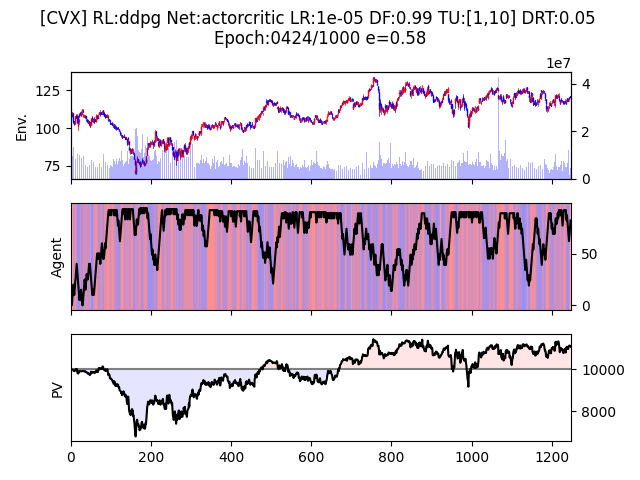 [CVX] RL:ddpg Net:actorcritic LR:1e-05 DF:0.99 TU:[1,10] DRT:0.05
Epoch:0424/1000 e=0.58
1e7
125
100
75
Env.
4
2
0
Agent
50
0
PV
10000
8000
0
200
400
600
800
1000
1200